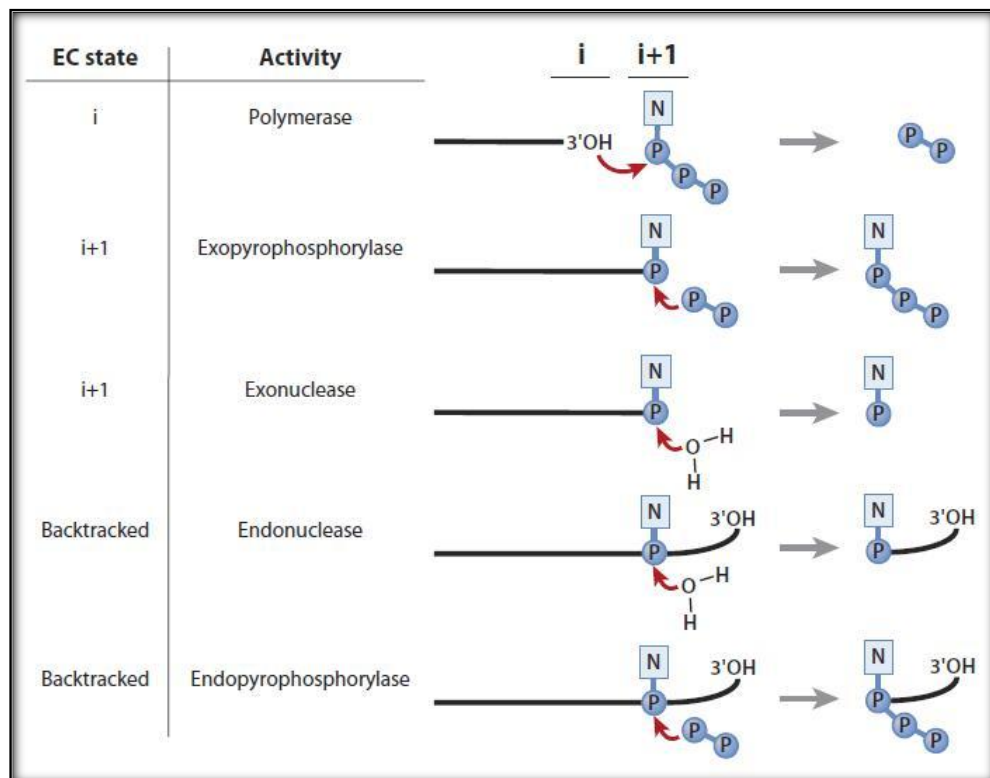 EC state Activity i i+1
i Polymerase
N
3'OH P P P P P
i+1 Exopyrophosphorylase
N N
P P P P P P
i+1 Exonuclease
N N
P P
O H
H
Backtracked Endonuclease
N 3'OH N 3'OH
P P
O H
H
Backtracked Endopyrophosphorylase
N 3'OH N 3'OH
P P P P P P